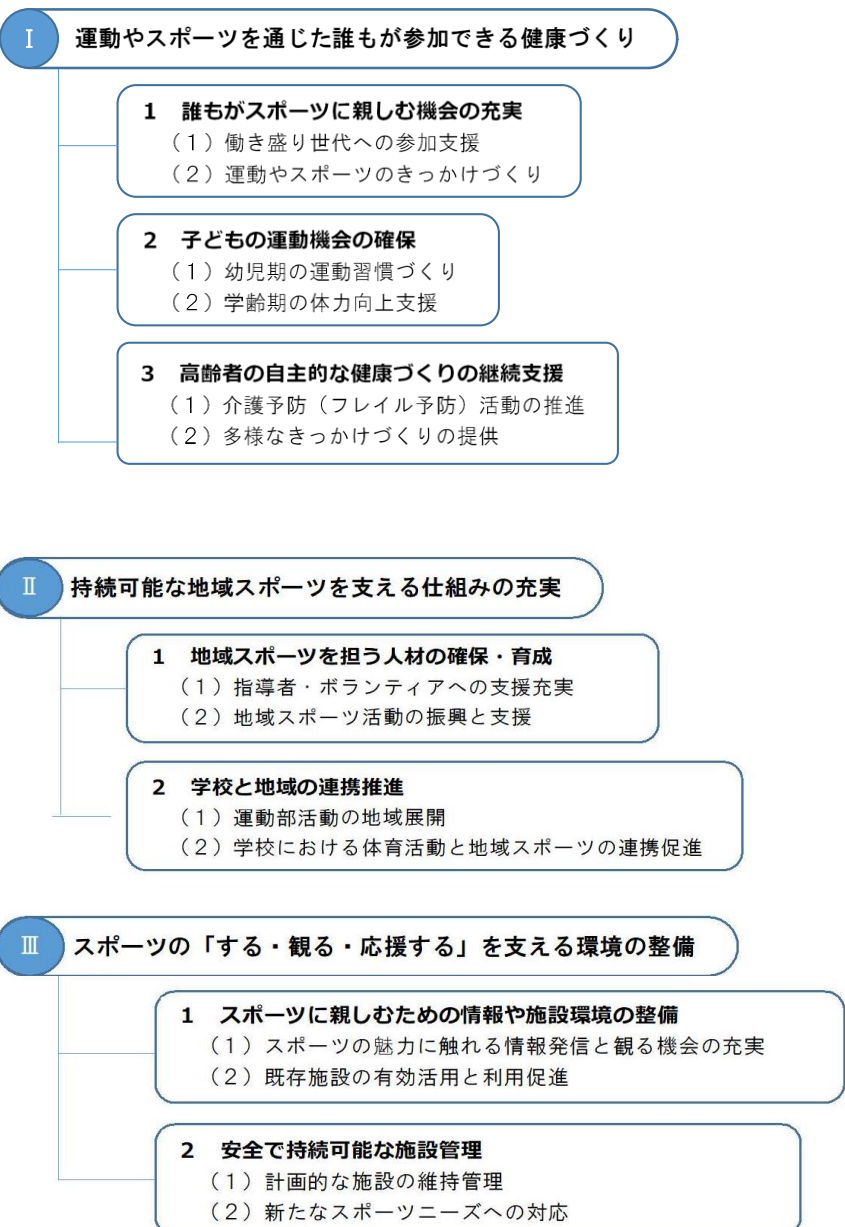 Ⅰ 運動やスポーツを通じた誰もが参加できる健康づくり
1 誰もがスポーツに親しむ機会の充実
（１）働き盛り世代への参加支援
（２）運動やスポーツのきっかけづくり
2 子どもの運動機会の確保
（１）幼児期の運動習慣づくり
（２）学齢期の体力向上支援
3 高齢者の自主的な健康づくりの継続支援
（１）介護予防（フレイル予防）活動の推進
（２）多様なきっかけづくりの提供
Ⅱ 持続可能な地域スポーツを支える仕組みの充実
1 地域スポーツを担う人材の確保・育成
（１）指導者・ボランティアへの支援充実
（２）地域スポーツ活動の振興と支援
2 学校と地域の連携推進
（１）運動部活動の地域展開
（２）学校における体育活動と地域スポーツの連携促進
Ⅲ スポーツの「する・観る・応援する」を支える環境の整備
1 スポーツに親しむための情報や施設環境の整備
（１）スポーツの魅力に触れる情報発信と観る機会の充実
（２）既存施設の有効活用と利用促進
2 安全で持続可能な施設管理
（１）計画的な施設の維持管理
（２）新たなスポーツニーズへの対応